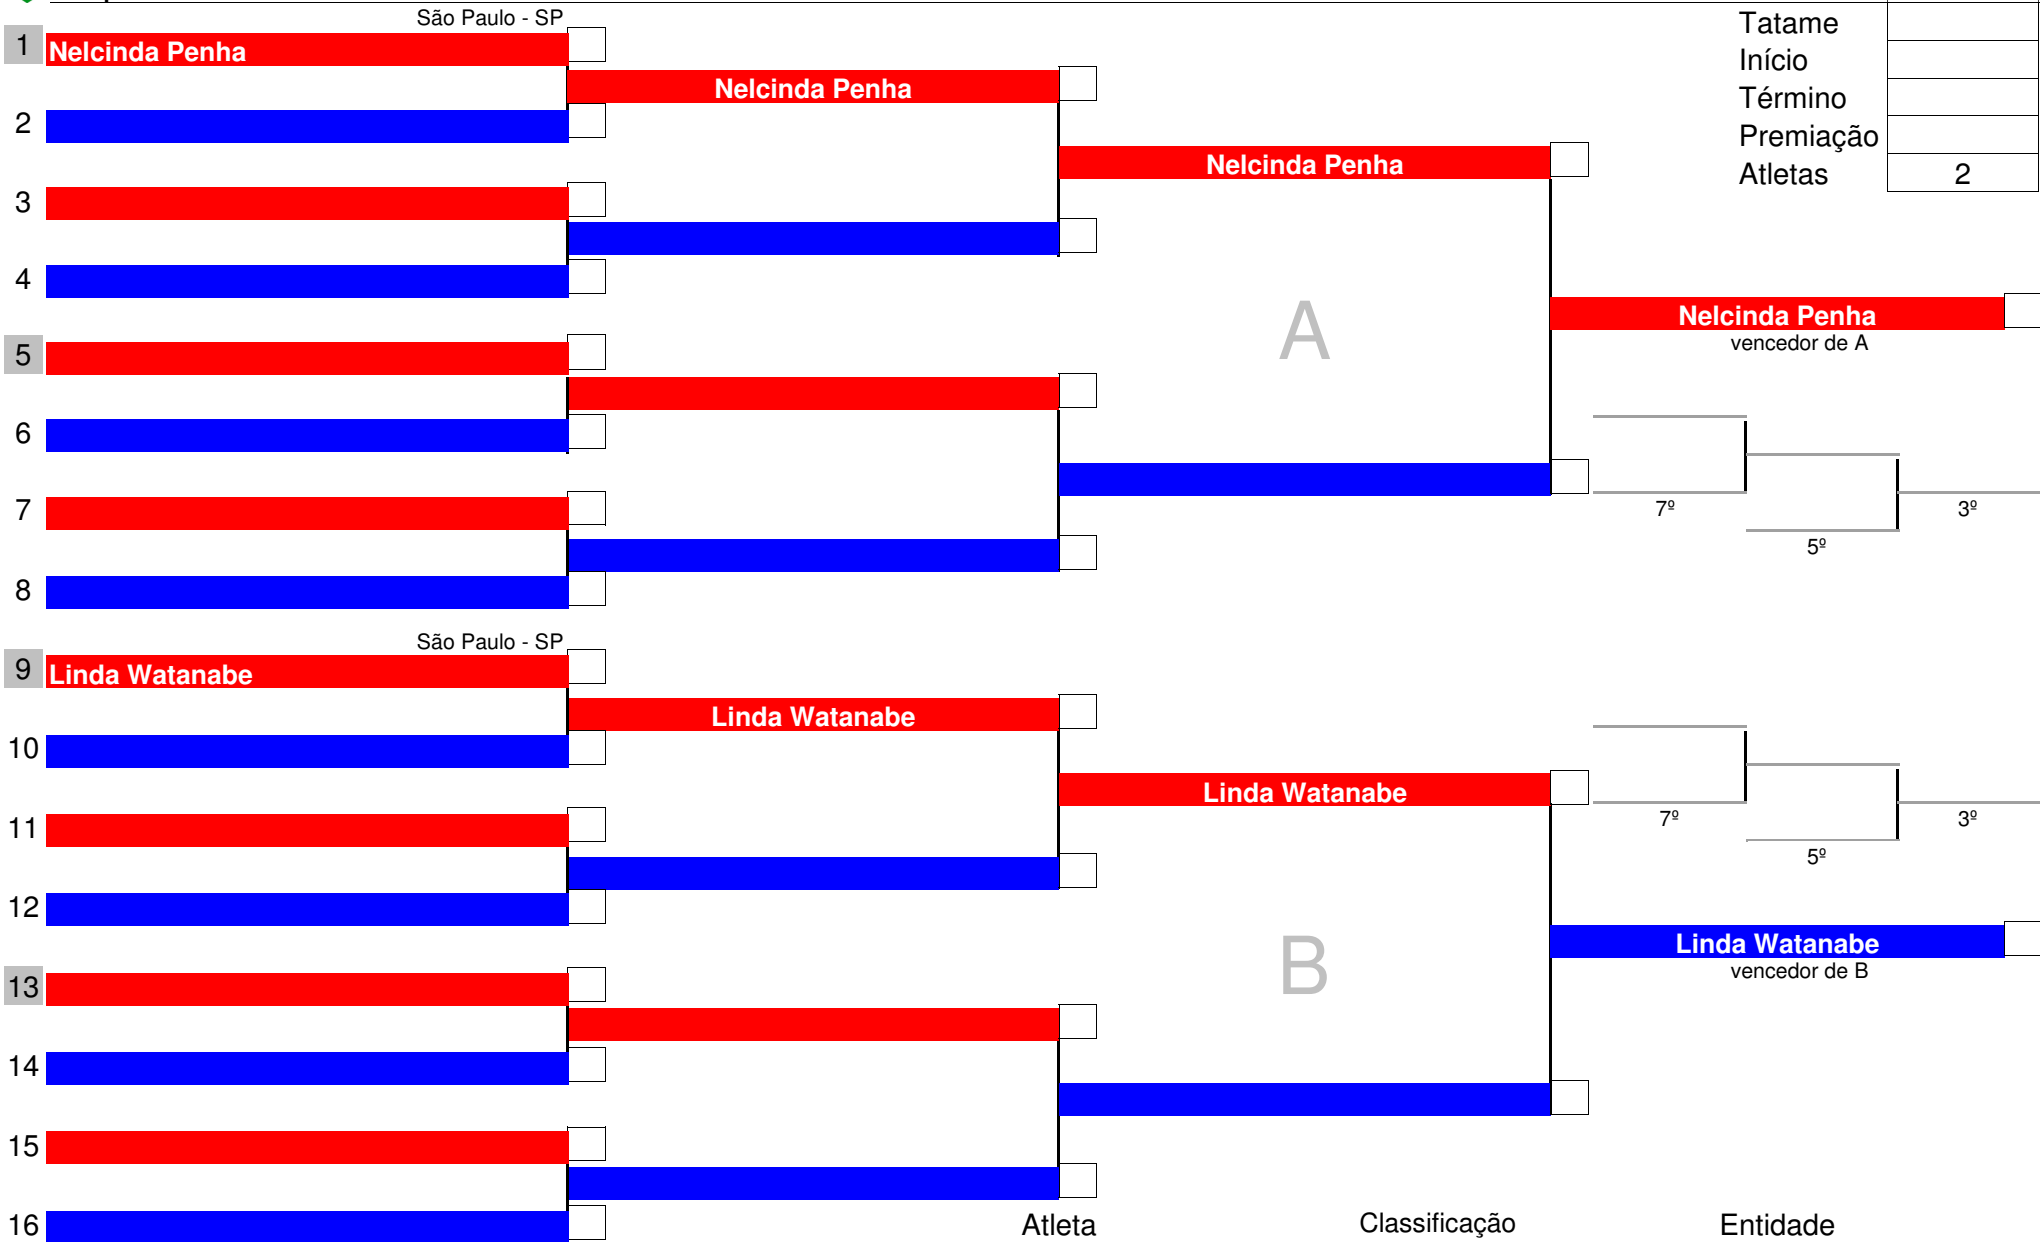 São Paulo - SP
Tatame
1 Nelcinda Penha
Início
Nelcinda Penha
Término
2
Premiação
Nelcinda Penha
Atletas 2
3
4
Nelcinda Penha
A
vencedor de A
5
6
7
7º 3º
5º
8
São Paulo - SP
9 Linda Watanabe
Linda Watanabe
10
Linda Watanabe
7º 3º
11
5º
12
Linda Watanabe
B
vencedor de B
13
14
15
16
Atleta Classificação Entidade